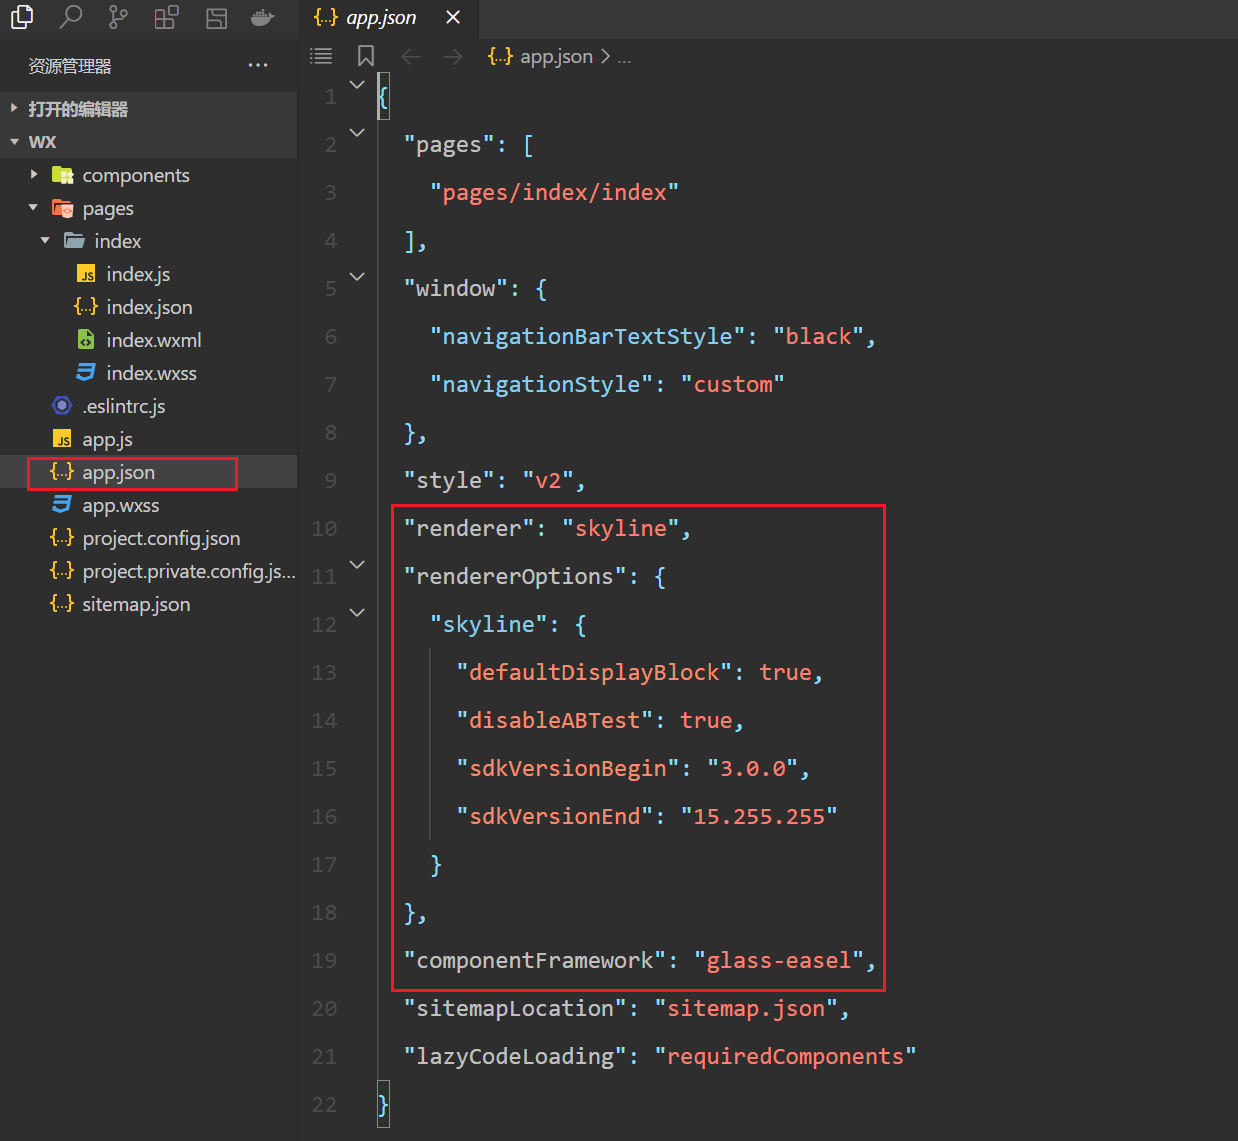 app.json
资源管理器
app.json > ...
打开的编辑器
WX
components
pages
index
index.js
index.json
index.wxml
index.wxss
.eslintrc.js
app.js
app.json
app.wxss
project.config.json
project.private.config.js...
sitemap.json
1 {
2 "pages": [
3 "pages/index/index"
4 ],
5 "window": {
6 "navigationBarTextStyle": "black",
7 "navigationStyle": "custom"
8 },
9 "style": "v2",
10 "renderer": "skyline",
11 "rendererOptions": {
12 "skyline": {
13 "defaultDisplayBlock": true,
14 "disableABTest": true,
15 "sdkVersionBegin": "3.0.0",
16 "sdkVersionEnd": "15.255.255"
17 }
18 },
19 "componentFramework": "glass-easel",
20 "sitemapLocation": "sitemap.json",
21 "lazyCodeLoading": "requiredComponents"
22 }